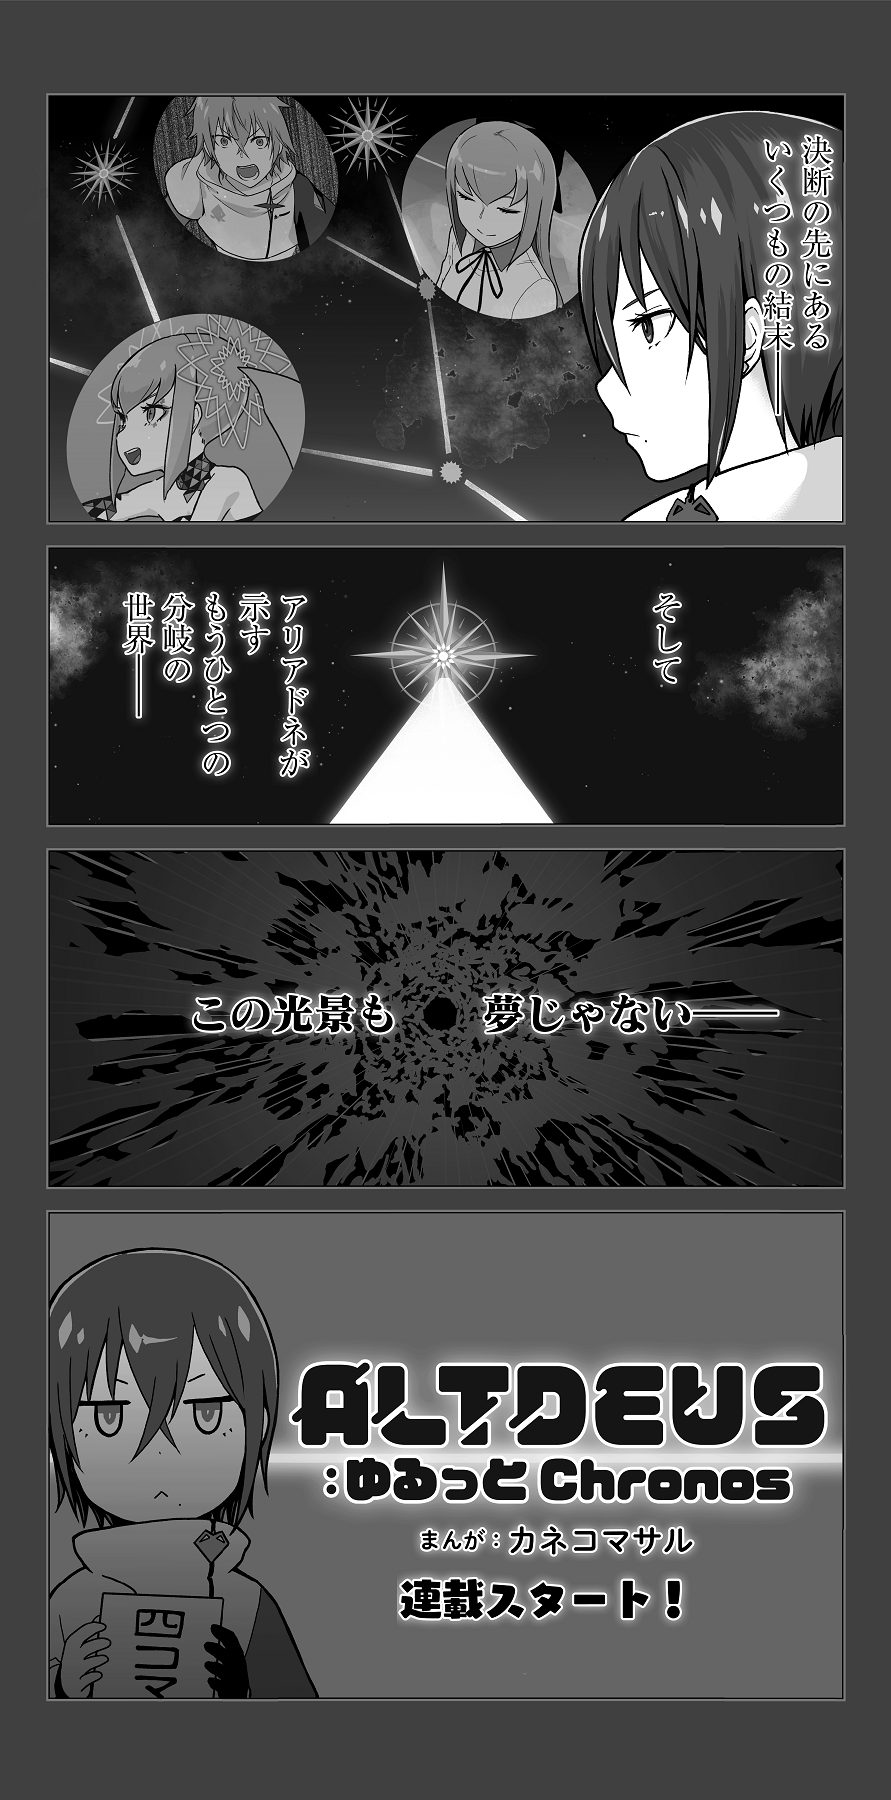 決断の先にある
いくつもの結末――
そして
アリアドネが
示す
もうひとつの
分岐の
世界――
この光景も 夢じゃない――
ALTDEUS
:ゆるっとChronos
まんが:カネコマサル
連載スタート!
四コマ